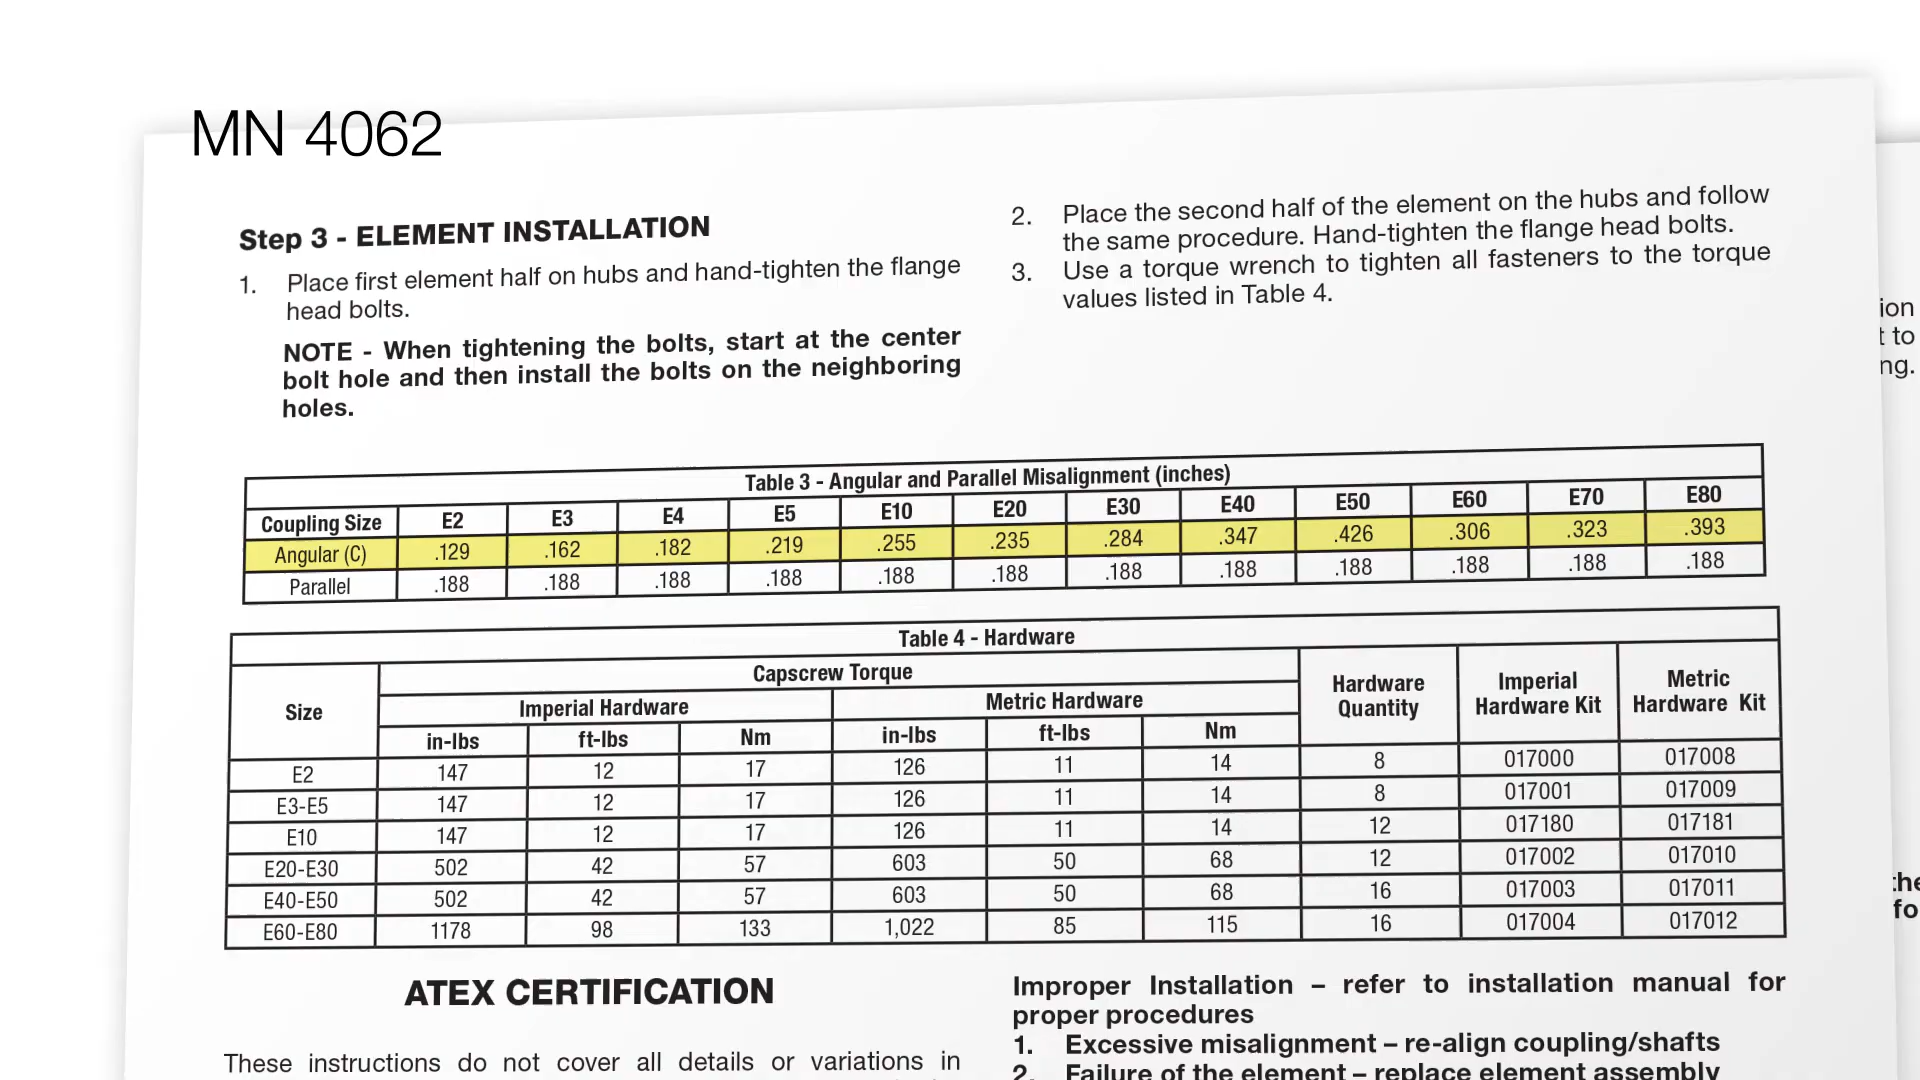 MN 4062
Step 3 - ELEMENT INSTALLATION
1. Place first element half on hubs and hand-tighten the flange
head bolts.
NOTE - When tightening the bolts, start at the center
bolt hole and then install the bolts on the neighboring
holes.
2. Place the second half of the element on the hubs and follow
the same procedure. Hand-tighten the flange head bolts.
3. Use a torque wrench to tighten all fasteners to the torque
values listed in Table 4.
ion
t to
ng.
Table 3 - Angular and Parallel Misalignment (inches)
Coupling Size E2 E3 E4 E5 E10 E20 E30 E40 E50 E60 E70 E80
Angular (C) .129 .162 .182 .219 .255 .235 .284 .347 .426 .306 .323 .393
Parallel .188 .188 .188 .188 .188 .188 .188 .188 .188 .188 .188 .188
Table 4 - Hardware
Size Capscrew Torque Hardware Quantity Imperial Hardware Kit Metric Hardware Kit
Imperial Hardware Metric Hardware
in-lbs ft-lbs Nm in-lbs ft-lbs Nm
E2 147 12 17 126 11 14 8 017000 017008
E3-E5 147 12 17 126 11 14 8 017001 017009
E10 147 12 17 126 11 14 12 017180 017181
E20-E30 502 42 57 603 50 68 12 017002 017010
E40-E50 502 42 57 603 50 68 16 017003 017011
E60-E80 1178 98 133 1,022 85 115 16 017004 017012
the
fo
ATEX CERTIFICATION
These instructions do not cover all details or variations in
Improper Installation – refer to installation manual for
proper procedures
1. Excessive misalignment – re-align coupling/shafts
2. Failure of the element – replace element assembly